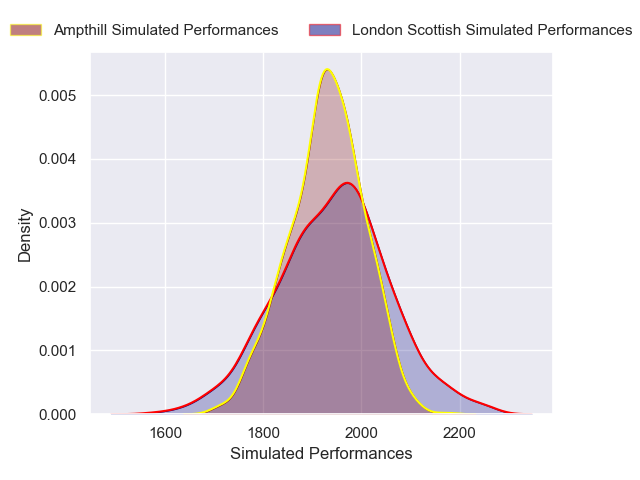 Ampthill Simulated Performances London Scottish Simulated Performances
0.005
0.004
0.003
0.002
0.001
0.000
Density
1600 1800 2000 2200
Simulated Performances